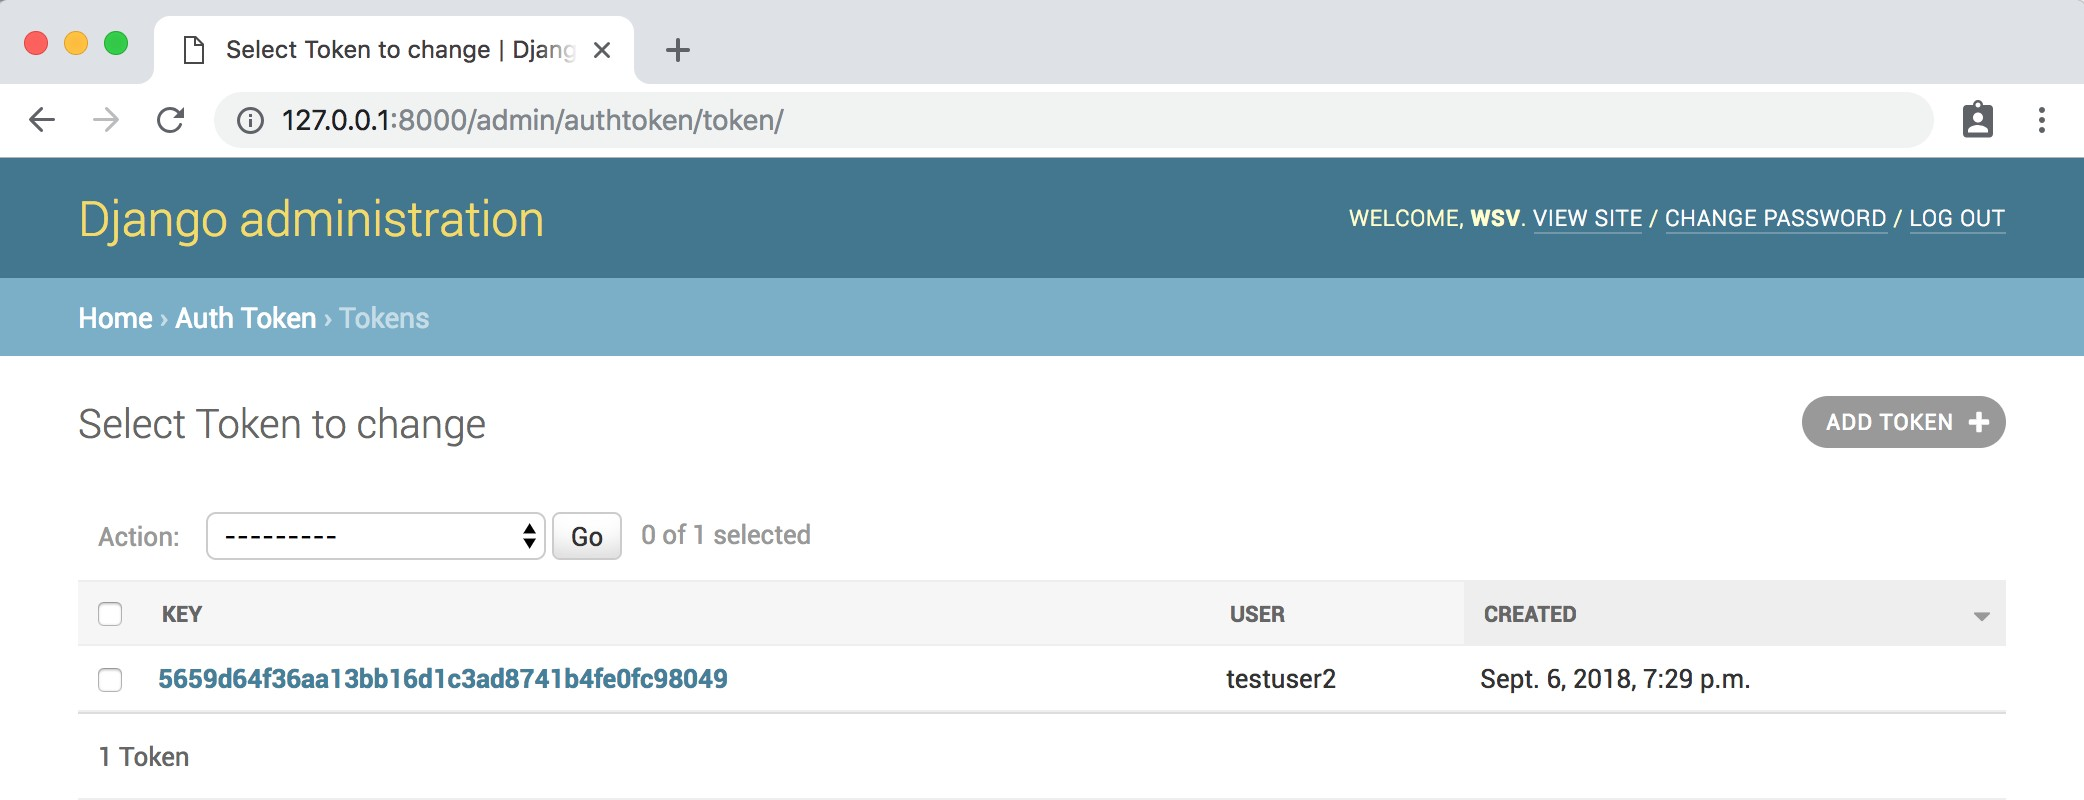 Select Token to change | Djang
127.0.0.1:8000/admin/authtoken/token/
Django administration
WELCOME, WSV. VIEW SITE / CHANGE PASSWORD / LOG OUT
Home › Auth Token › Tokens
Select Token to change
ADD TOKEN +
Action: --------- Go 0 of 1 selected
KEY USER CREATED
5659d64f36aa13bb16d1c3ad8741b4fe0fc98049 testuser2 Sept. 6, 2018, 7:29 p.m.
1 Token